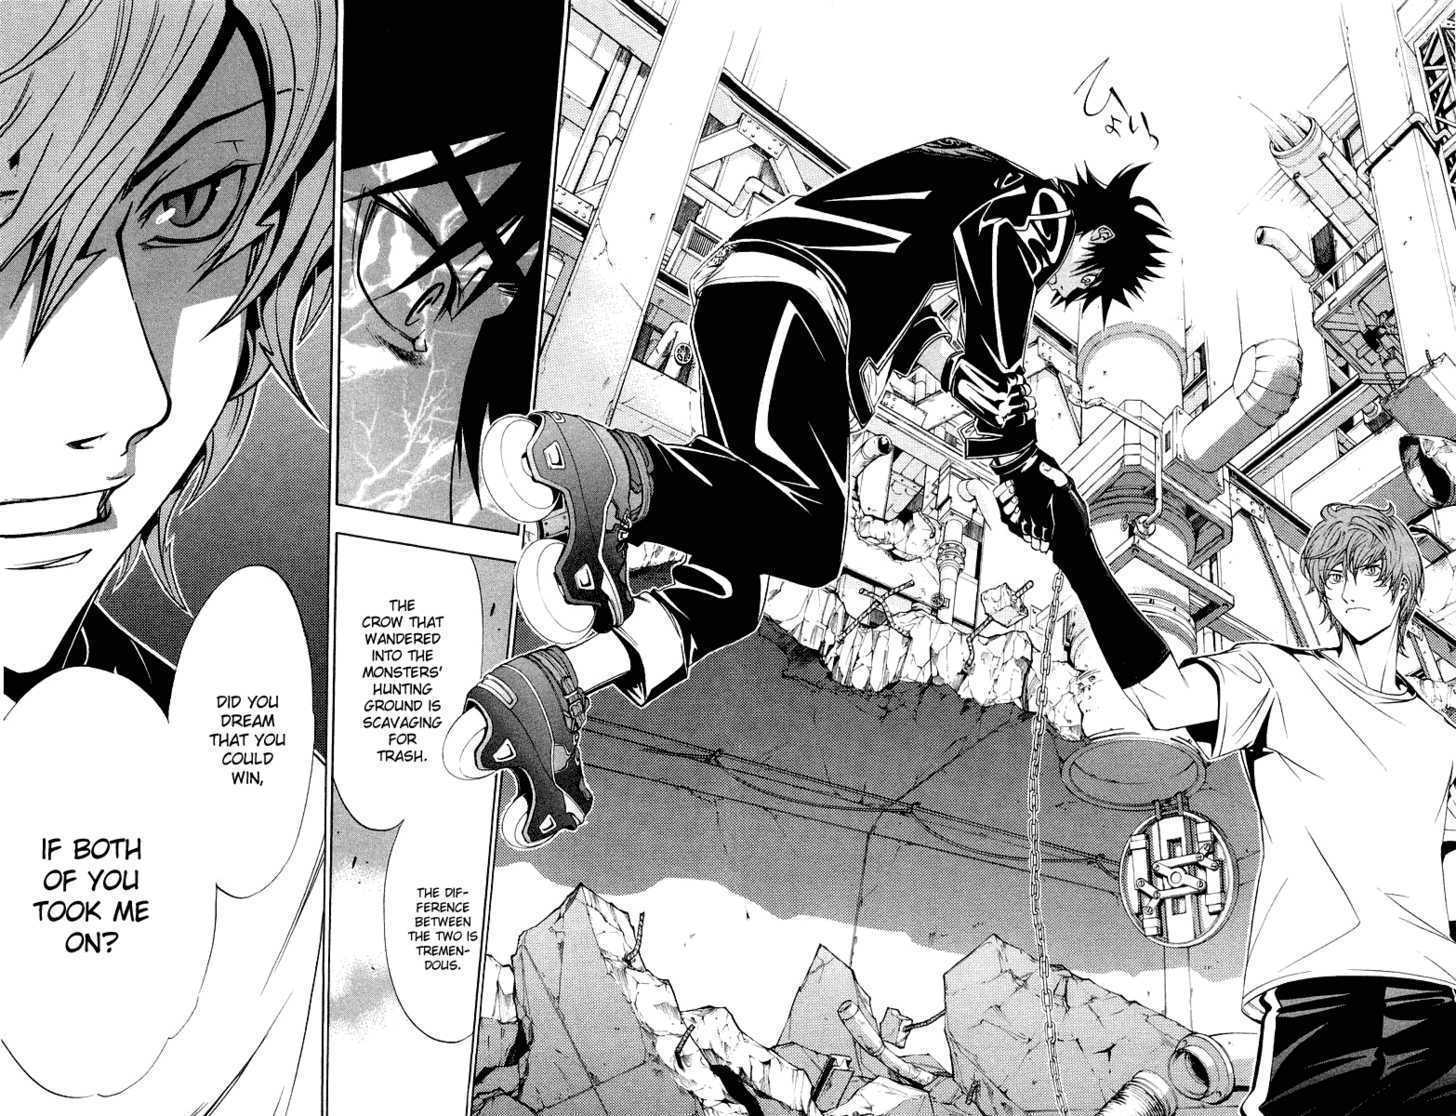 ひょい
THE
CROW THAT
WANDERED
INTO THE
MONSTERS'
HUNTING
GROUND IS
SCAVAGING
FOR
TRASH.
THE DIF-
FERENCE
BETWEEN
THE TWO IS
TREMEN-
DOUS.
DID YOU
DREAM
THAT YOU
COULD
WIN,
IF BOTH
OF YOU
TOOK ME
ON?